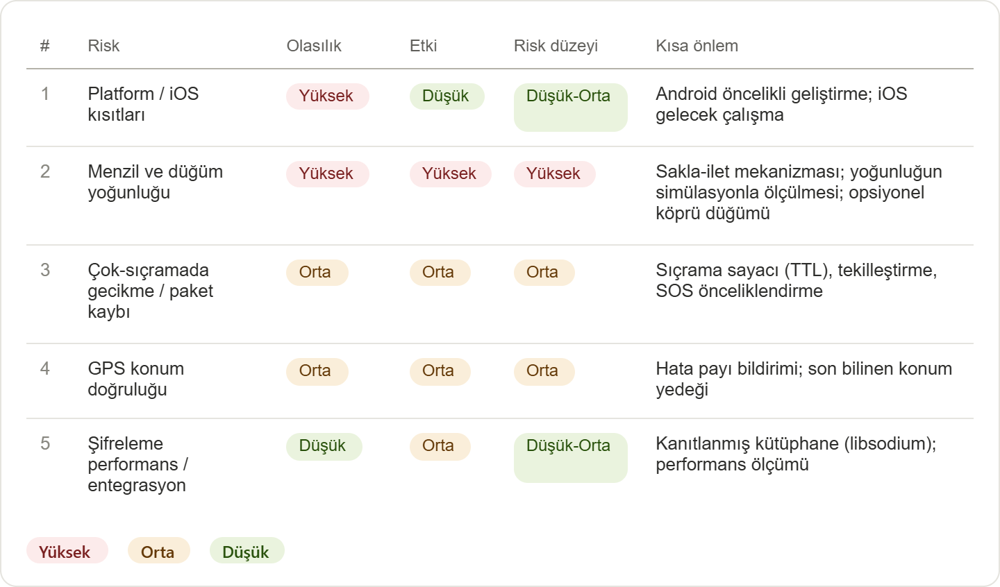 # Risk Olasılık Etki Risk düzeyi Kısa önlem
1 Platform / iOS Yüksek Düşük Düşük-Orta Android öncelikli geliştirme; iOS
kısıtları gelecek çalışma
2 Menzil ve düğüm Yüksek Yüksek Yüksek Sakla-ilet mekanizması; yoğunluğun
yoğunluğu simülasyonla ölçülmesi; opsiyonel
köprü düğümü
3 Çok-sıçramada Orta Orta Orta Sıçrama sayacı (TTL), tekilleştirme,
gecikme / paket SOS önceliklendirme
kaybı
4 GPS konum Orta Orta Orta Hata payı bildirimi; son bilinen konum
doğruluğu yedeği
5 Şifreleme Düşük Orta Düşük-Orta Kanıtlanmış kütüphane (libsodium);
performans / performans ölçümü
entegrasyon
Yüksek Orta Düşük